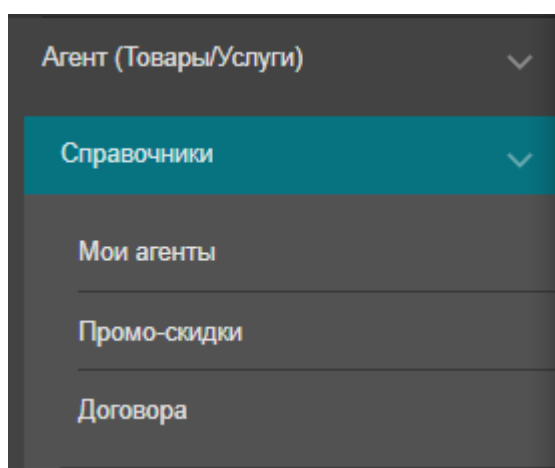 Агент (Товары/Услуги)
Справочники
Мои агенты
Промо-скидки
Договора